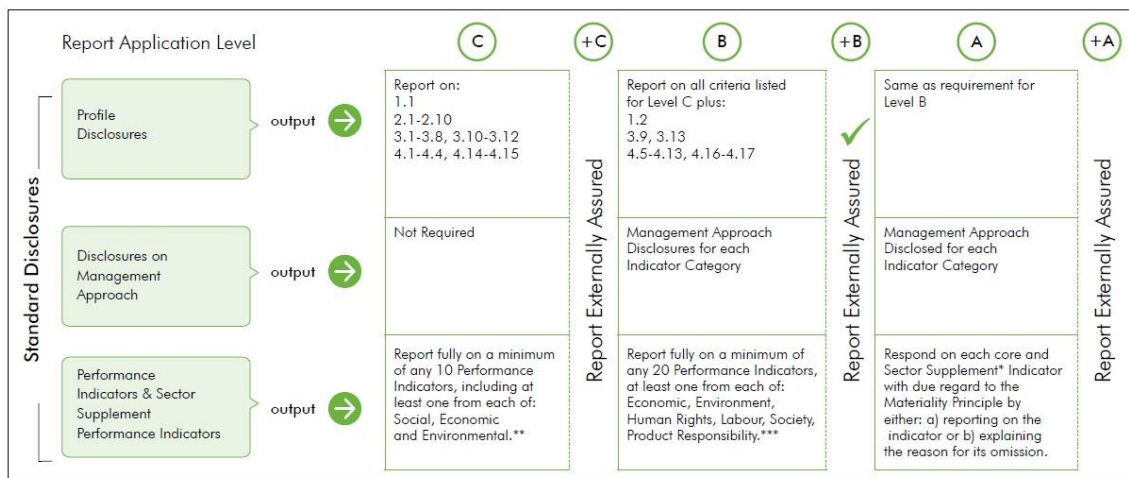 Report Application Level
C
+C
B
+B
A
+A
Standard Disclosures
Profile
Disclosures
output
Report on:
1.1
2.1-2.10
3.1-3.8, 3.10-3.12
4.1-4.4, 4.14-4.15
Report on all criteria listed
for Level C plus:
1.2
3.9, 3.13
4.5-4.13, 4.16-4.17
Same as requirement for
Level B
Disclosures on
Management
Approach
output
Not Required
Management Approach
Disclosures for each
Indicator Category
Management Approach
Disclosed for each
Indicator Category
Performance
Indicators & Sector
Supplement
Performance Indicators
output
Report fully on a minimum
of any 10 Performance
Indicators, including at
least one from each of:
Social, Economic
and Environmental.**
Report fully on a minimum of
any 20 Performance Indicators,
at least one from each of:
Economic, Environment,
Human Rights, Labour, Society,
Product Responsibility.***
Respond on each core and
Sector Supplement* Indicator
with due regard to the
Materiality Principle by
either: a) reporting on the
indicator or b) explaining
the reason for its omission.
Report Externally Assured
Report Externally Assured
Report Externally Assured